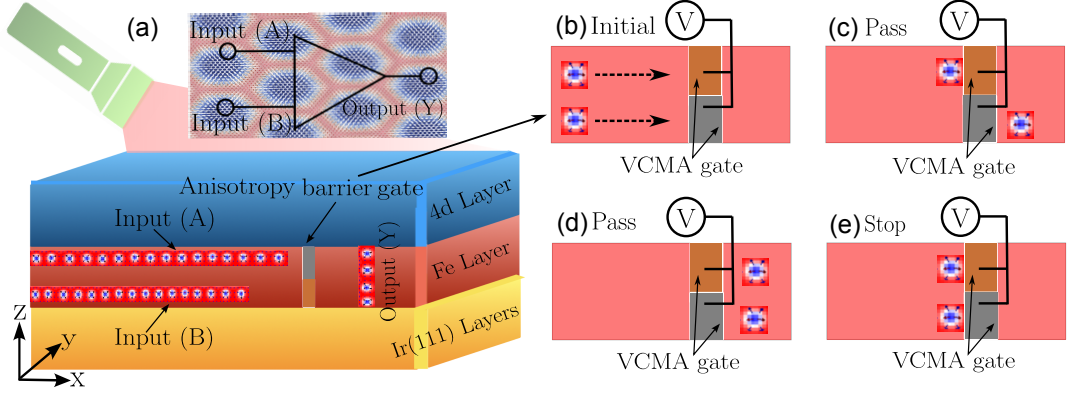 (a)
Input (A)
Input (B)
Output (Y)
Anisotropy barrier gate
Input (A)
Input (B)
Output (Y)
4d Layer
Fe Layer
Ir(111) Layers
Z
y
X
(b) Initial
V
VCMA gate
(c) Pass
V
VCMA gate
(d) Pass
V
VCMA gate
(e) Stop
V
VCMA gate